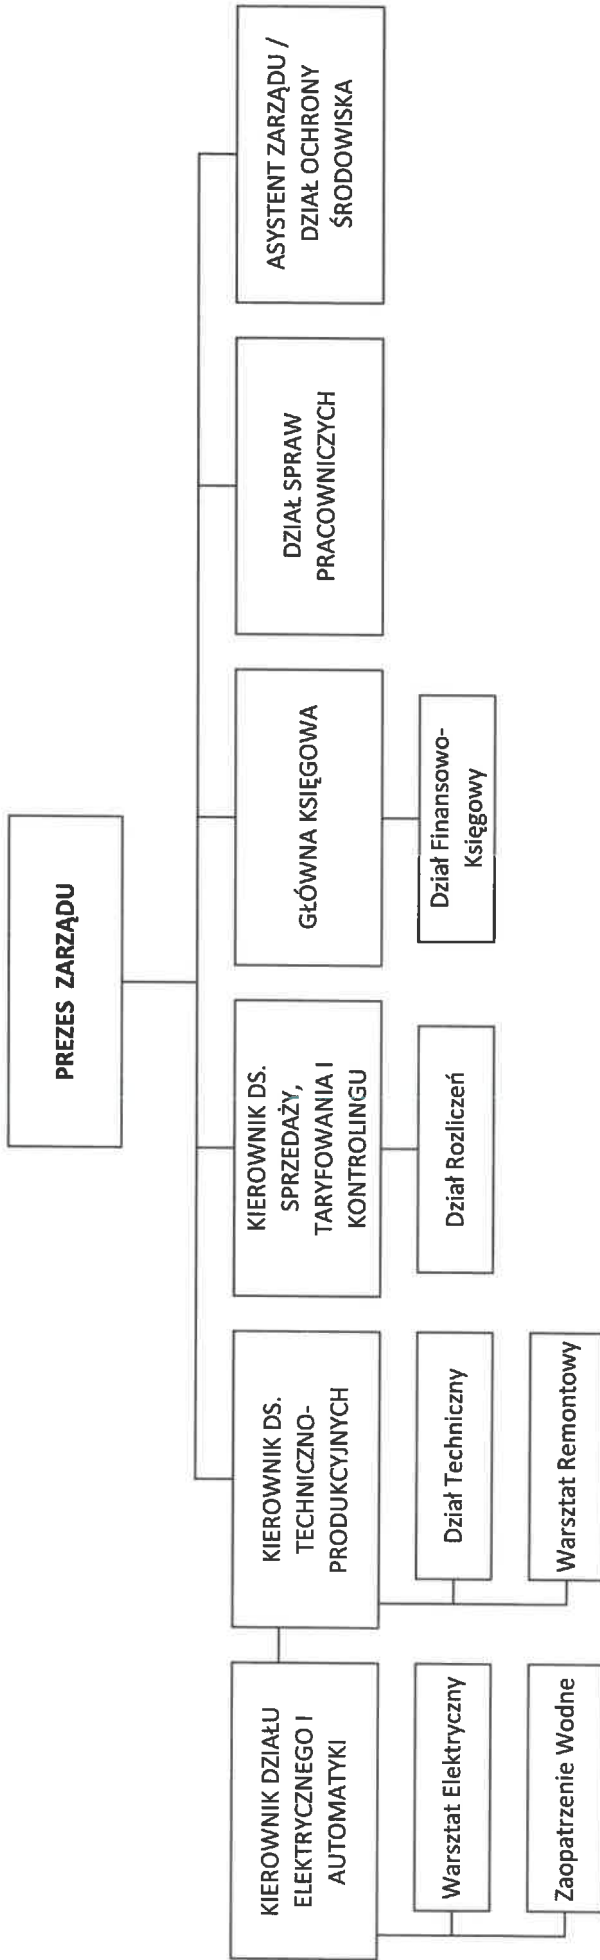 PREZES ZARZĄDU
KIEROWNIK DZIAŁU
ELEKTRYCZNEGO I
AUTOMATYKI
KIEROWNIK DS.
TECHNICZNO-
PRODUKCYJNYCH
KIEROWNIK DS.
SPRZEDAŻY,
TARYFOWANIA I
KONTROLINGU
GŁÓWNA KSIĘGOWA
DZIAŁ SPRAW
PRACOWNICZYCH
ASYSTENT ZARZĄDU /
DZIAŁ OCHRONY
ŚRODOWISKA
Warsztat Elektryczny
Dział Techniczny
Dział Rozliczeń
Dział Finansowo-
Księgowy
Zaopatrzenie Wodne
Warsztat Remontowy